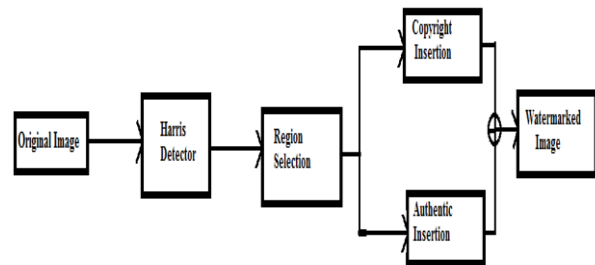 Original Image
Harris
Detector
Region
Selection
Copyright
Insertion
Authentic
Insertion
Watermarked
Image